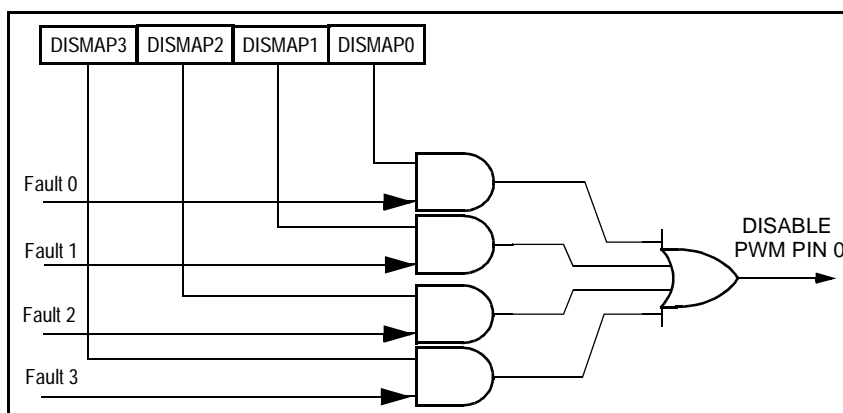 DISMAP3 DISMAP2 DISMAP1 DISMAP0
Fault 0
Fault 1
Fault 2
Fault 3
DISABLE
PWM PIN 0